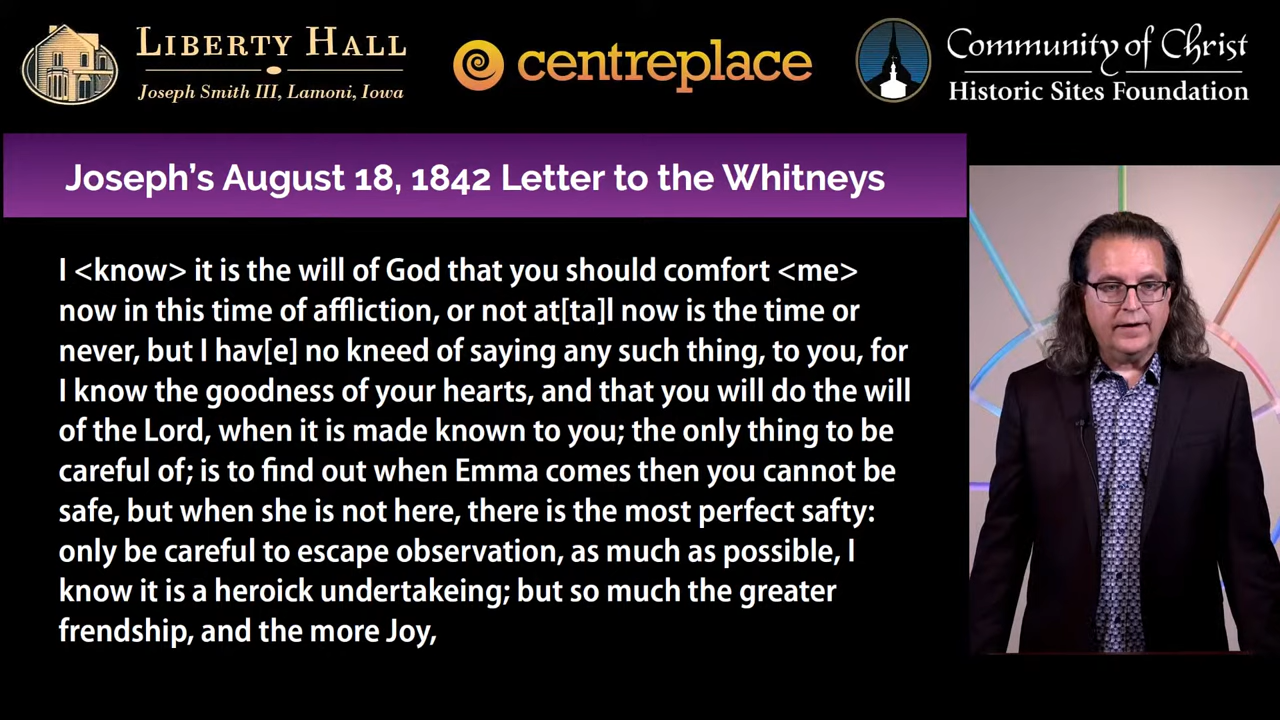 LIBERTY HALL
Joseph Smith III, Lamoni, Iowa
centreplace
Community of Christ
Historic Sites Foundation
Joseph's August 18, 1842 Letter to the Whitneys
I <know> it is the will of God that you should comfort <me>
now in this time of affliction, or not at[ta]l now is the time or
never, but I hav[e] no kneed of saying any such thing, to you, for
I know the goodness of your hearts, and that you will do the will
of the Lord, when it is made known to you; the only thing to be
careful of; is to find out when Emma comes then you cannot be
safe, but when she is not here, there is the most perfect safty:
only be careful to escape observation, as much as possible, I
know it is a heroick undertakeing; but so much the greater
frendship, and the more Joy,